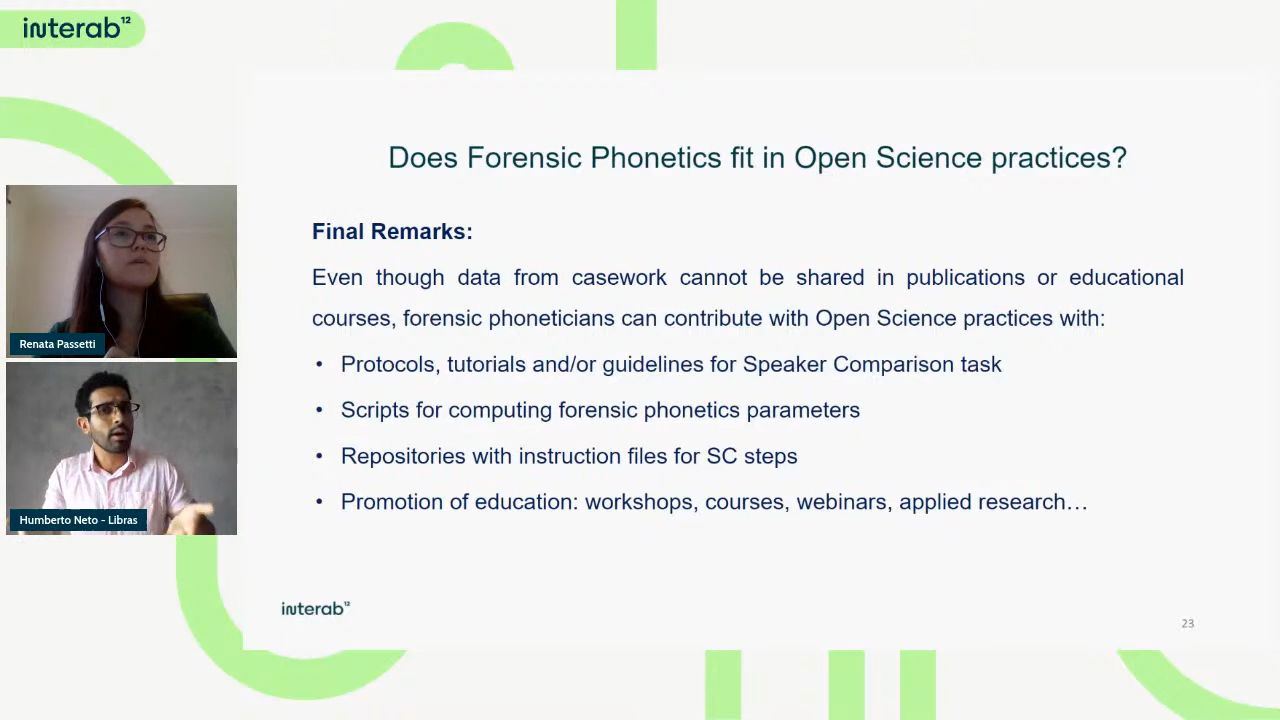 interab¹²
Does Forensic Phonetics fit in Open Science practices?
Final Remarks:
Even though data from casework cannot be shared in publications or educational
courses, forensic phoneticians can contribute with Open Science practices with:
• Protocols, tutorials and/or guidelines for Speaker Comparison task
• Scripts for computing forensic phonetics parameters
• Repositories with instruction files for SC steps
• Promotion of education: workshops, courses, webinars, applied research…
interab¹²
23
Renata Passetti
Humberto Neto - Libras